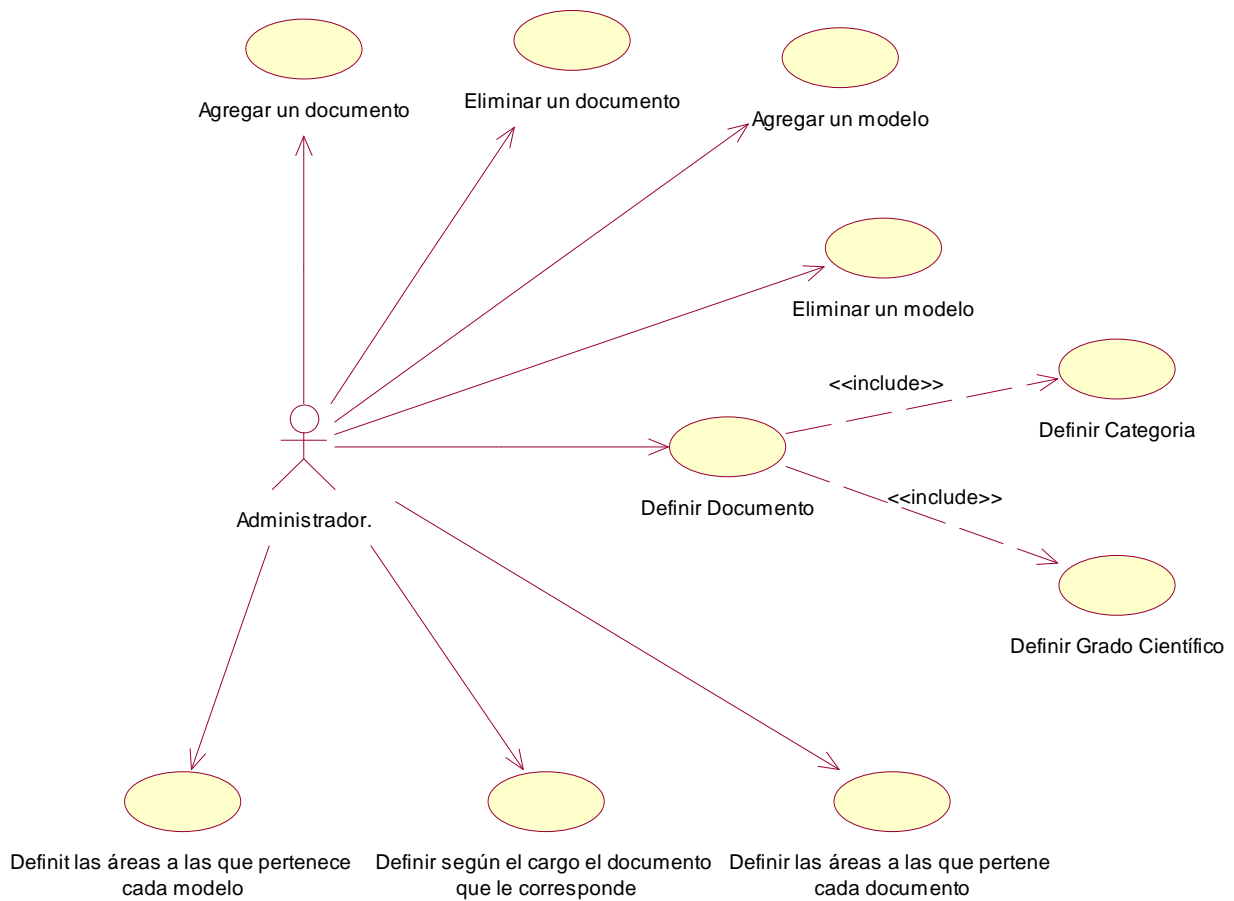 Agregar un documento
Eliminar un documento
Agregar un modelo
Eliminar un modelo
<<include>>
Definir Categoria
<<include>>
Definir Documento
Administrador.
Definir Grado Científico
Definit las áreas a las que pertenece
cada modelo
Definir según el cargo el documento
que le corresponde
Definir las áreas a las que pertene
cada documento